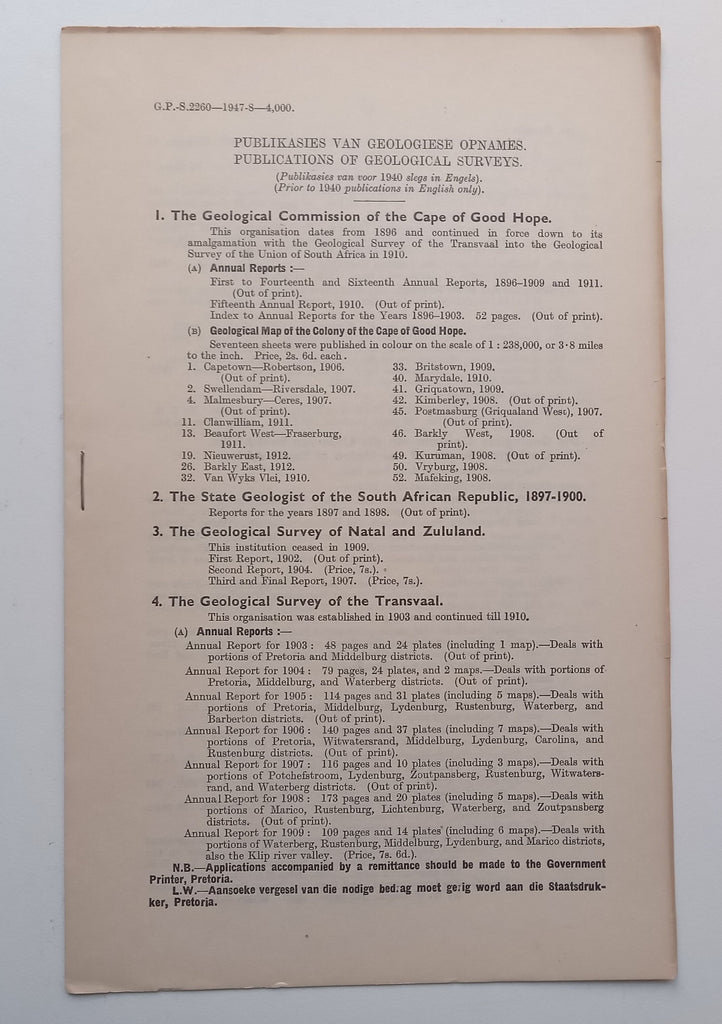 G.P.-S.2260—1947-8—4,000.
PUBLIKASIES VAN GEOLOGIESE OPNAMES.
PUBLICATIONS OF GEOLOGICAL SURVEYS.
(Publikasies van voor 1940 slegs in Engels).
(Prior to 1940 publications in English only).
1. The Geological Commission of the Cape of Good Hope.
This organisation dates from 1896 and continued in force down to its
amalgamation with the Geological Survey of the Transvaal into the Geological
Survey of the Union of South Africa in 1910.
(A) Annual Reports :—
First to Fourteenth and Sixteenth Annual Reports, 1896-1909 and 1911.
(Out of print).
Fifteenth Annual Report, 1910. (Out of print).
Index to Annual Reports for the Years 1896-1903. 52 pages. (Out of print).
(B) Geological Map of the Colony of the Cape of Good Hope.
Seventeen sheets were published in colour on the scale of 1 : 238,000, or 3·8 miles
to the inch. Price, 2s. 6d. each.
1. Capetown—Robertson, 1906.
(Out of print).
2. Swellendam—Riversdale, 1907.
4. Malmesbury—Ceres, 1907.
(Out of print).
11. Clanwilliam, 1911.
13. Beaufort West—Fraserburg,
1911.
19. Nieuwerust, 1912.
26. Barkly East, 1912.
32. Van Wyks Vlei, 1910.
33. Britstown, 1909.
40. Marydale, 1910.
41. Griquatown, 1909.
42. Kimberley, 1908. (Out of print).
45. Postmasburg (Griqualand West), 1907.
(Out of print).
46. Barkly West, 1908. (Out of
print).
49. Kuruman, 1908. (Out of print).
50. Vryburg, 1908.
52. Mafeking, 1908.
2. The State Geologist of the South African Republic, 1897-1900.
Reports for the years 1897 and 1898. (Out of print).
3. The Geological Survey of Natal and Zululand.
This institution ceased in 1909.
First Report, 1902. (Out of print).
Second Report, 1904. (Price, 7s.).
Third and Final Report, 1907. (Price, 7s.).
4. The Geological Survey of the Transvaal.
This organisation was established in 1903 and continued till 1910.
(A) Annual Reports :—
Annual Report for 1903 : 48 pages and 24 plates (including 1 map).—Deals with
portions of Pretoria and Middelburg districts. (Out of print).
Annual Report for 1904 : 79 pages, 24 plates, and 2 maps.—Deals with portions of
Pretoria, Middelburg, and Waterberg districts. (Out of print).
Annual Report for 1905 : 114 pages and 31 plates (including 5 maps).—Deals with
portions of Pretoria, Middelburg, Lydenburg, Rustenburg, Waterberg, and
Barberton districts. (Out of print).
Annual Report for 1906 : 140 pages and 37 plates (including 7 maps).—Deals with
portions of Pretoria, Witwatersrand, Middelburg, Lydenburg, Carolina, and
Rustenburg districts. (Out of print).
Annual Report for 1907 : 116 pages and 10 plates (including 3 maps).—Deals with
portions of Potchefstroom, Lydenburg, Zoutpansberg, Rustenburg, Witwaters-
rand, and Waterberg districts. (Out of print).
Annual Report for 1908 : 173 pages and 20 plates (including 5 maps).—Deals with
portions of Marico, Rustenburg, Lichtenburg, Waterberg, and Zoutpansberg
districts. (Out of print).
Annual Report for 1909 : 109 pages and 14 plates (including 6 maps).—Deals with
portions of Waterberg, Rustenburg, Middelburg, Lydenburg, and Marico districts,
also the Klip river valley. (Price, 7s. 6d.).
N.B.—Applications accompanied by a remittance should be made to the Government
Printer, Pretoria.
L.W.—Aansoeke vergesel van die nodige bedrag moet gerig word aan die Staatsdruk-
ker, Pretoria.